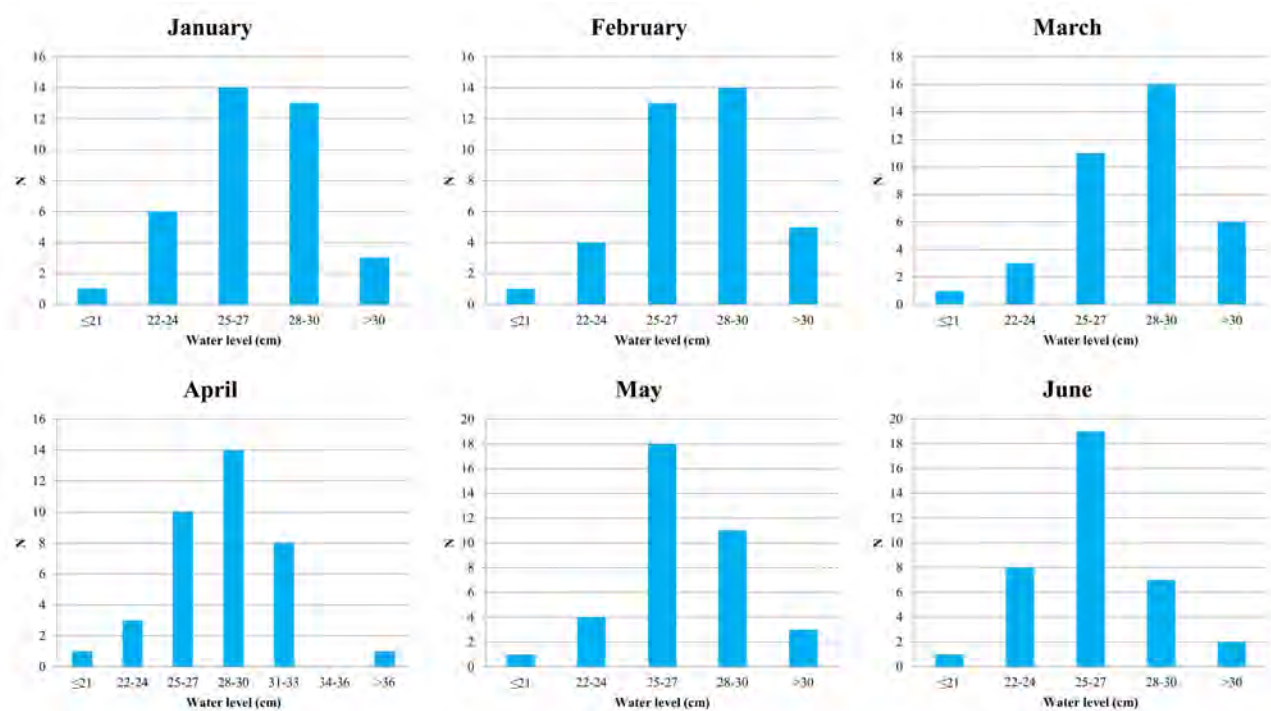 January
February
March
16
14
12
10
8
6
4
2
0
N
≤21 22-24 25-27 28-30 >30
Water level (cm)
16
14
12
10
8
6
4
2
0
N
≤21 22-24 25-27 28-30 >30
Water level (cm)
18
16
14
12
10
8
6
4
2
0
N
≤21 22-24 25-27 28-30 >30
Water level (cm)
April
May
June
16
14
12
10
8
6
4
2
0
N
≤21 22-24 25-27 28-30 31-33 34-36 >36
Water level (cm)
20
18
16
14
12
10
8
6
4
2
0
N
≤21 22-24 25-27 28-30 >30
Water level (cm)
20
18
16
14
12
10
8
6
4
2
0
N
≤21 22-24 25-27 28-30 >30
Water level (cm)